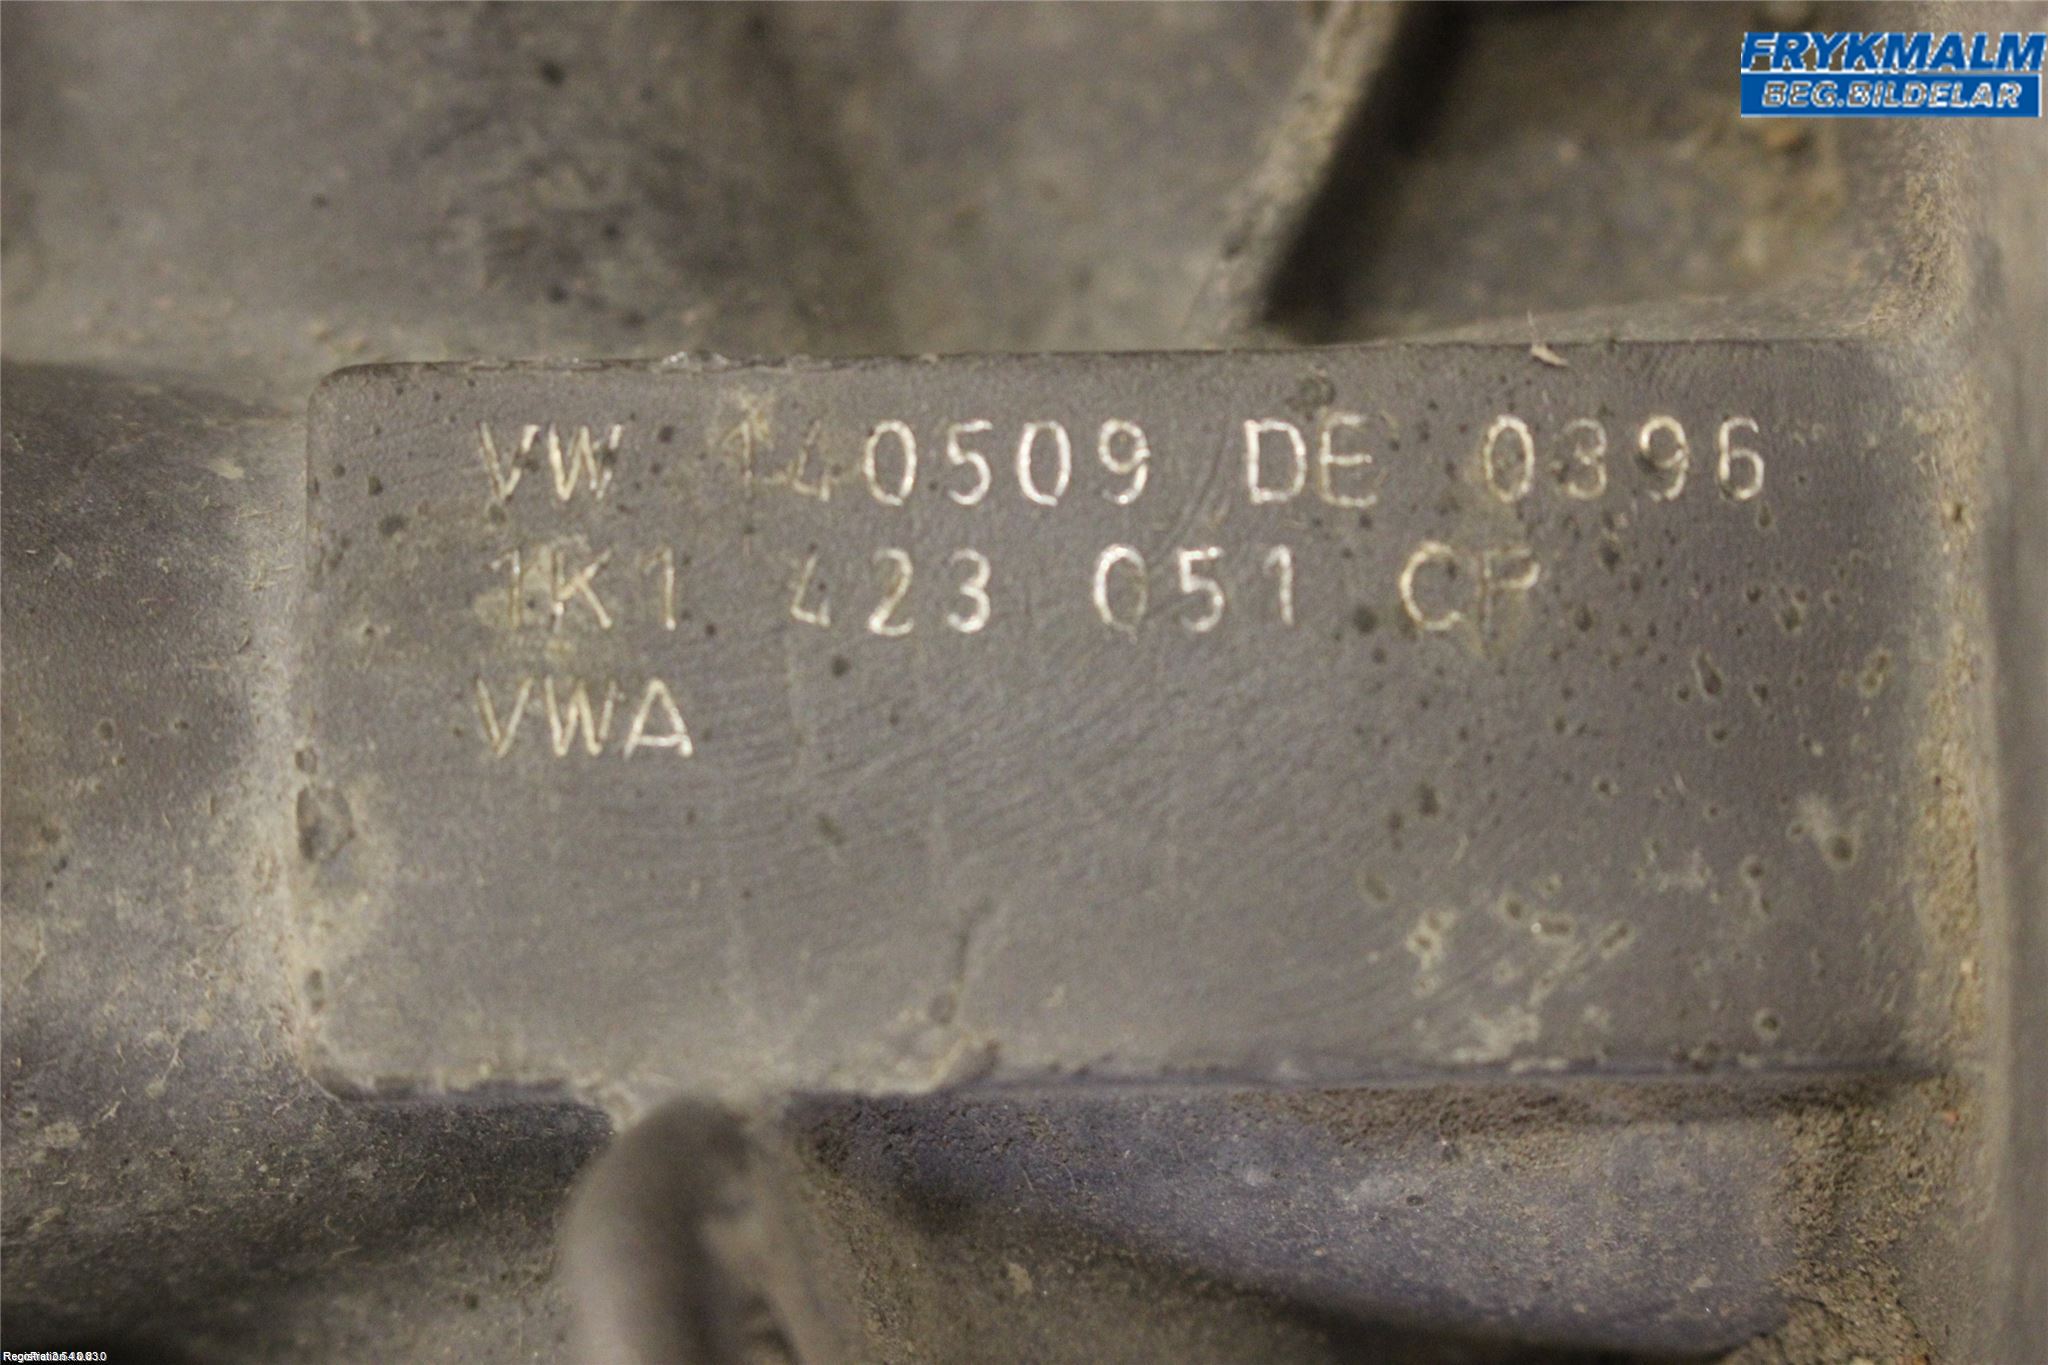 FRYKMALM
BEG.BILDELAR
VW 140509 DE 0396
1K1 423 051 CF
VWA